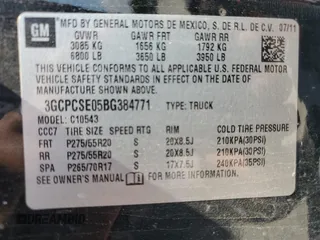 GM
MFD BY GENERAL MOTORS DE MEXICO, S. DE R.L. DE C.V. 07/11
GVWR GAWR FRT GAWR RR
3085 KG 1656 KG 1792 KG
6800 LB 3650 LB 3950 LB
THIS VEHICLE CONFORMS TO ALL APPLICABLE U.S. FEDERAL MOTOR
VEHICLE SAFETY STANDARDS IN EFFECT ON THE DATE OF
MANUFACTURE SHOWN ABOVE.
3GCPCSE05BG384771 TYPE: TRUCK
MODEL: C10543
TIRE SIZE SPEED RTG RIM COLD TIRE PRESSURE
FRT P275/55R20 S 20X8.5J 210KPA(30PSI)
RR P275/55R20 S 20X8.5J 210KPA(30PSI)
SPA P265/70R17 S 17X7.5J 240KPA(35PSI)
SEE OWNER'S MANUAL FOR MORE INFORMATION.